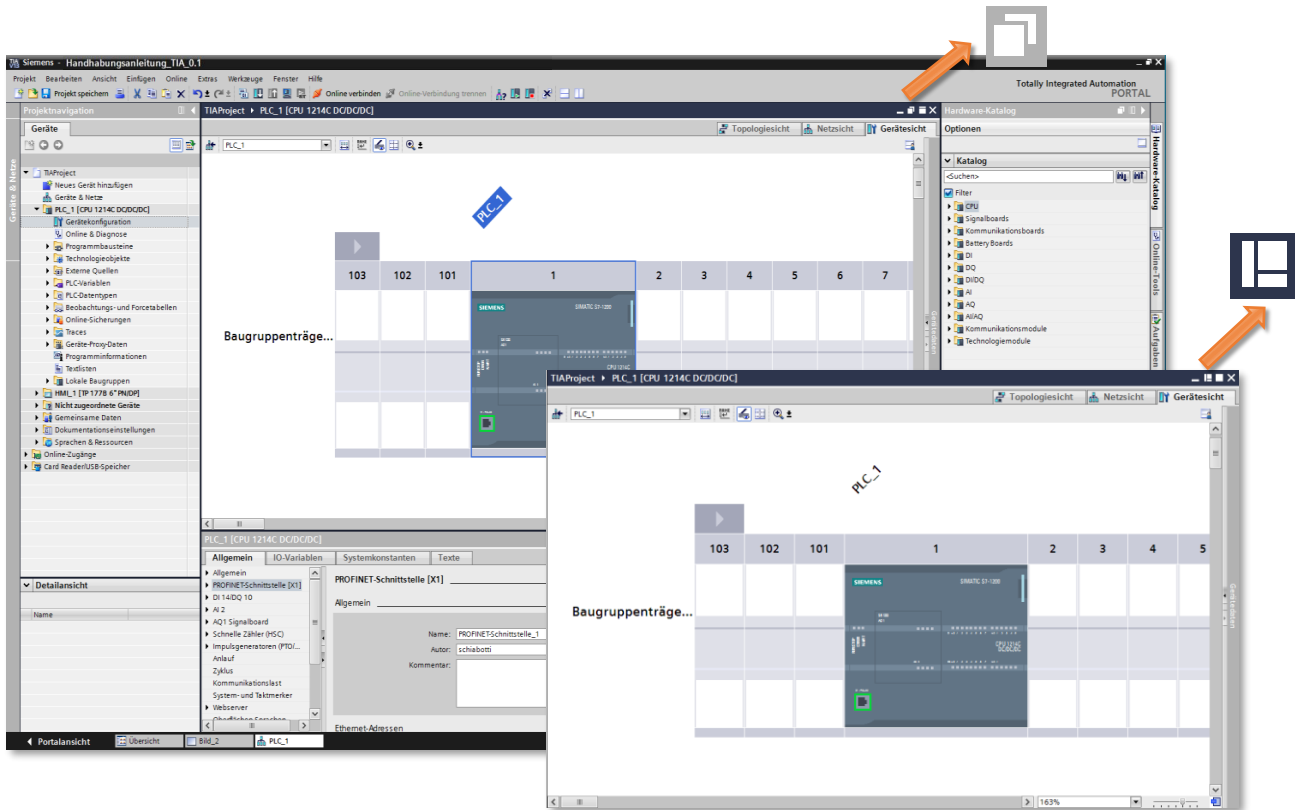 Siemens - Handhabungsanleitung_TIA_0.1
Projekt Bearbeiten Ansicht Einfügen Online Extras Werkzeuge Fenster Hilfe
Projekt speichern
Online verbinden
Online-Verbindung trennen
Totally Integrated Automation
PORTAL
Projektnavigation
Geräte
Geräte & Netze
TIAProject
Neues Gerät hinzufügen
Geräte & Netze
PLC_1 [CPU 1214C DC/DC/DC]
Gerätekonfiguration
Online & Diagnose
Programmbausteine
Technologieobjekte
Externe Quellen
PLC-Variablen
PLC-Datentypen
Beobachtungs- und Forcetabellen
Online-Sicherungen
Traces
Geräte-Proxy-Daten
Programminformationen
Textlisten
Lokale Baugruppen
HMI_1 [TP 177B 6" PN/DP]
Nicht zugeordnete Geräte
Gemeinsame Daten
Dokumentationseinstellungen
Sprachen & Ressourcen
Online-Zugänge
Card Reader/USB-Speicher
Detailansicht
Name
TIAProject PLC_1 [CPU 1214C DC/DC/DC]
Topologiesicht Netzsicht Gerätesicht
PLC_1
PLC_1
103 102 101 1 2 3 4 5 6 7
SIEMENS SIMATIC S7-1200
Baugruppenträge...
CPU 1214C
Gerätedaten
PLC_1 [CPU 1214C DC/DC/DC]
Allgemein IO-Variablen Systemkonstanten Texte
Allgemein
PROFINET-Schnittstelle [X1]
DI 14/DQ 10
AI 2
AQ1 Signalboard
Schnelle Zähler (HSC)
Impulsgeneratoren (PTO/...
Anlauf
Zyklus
Kommunikationslast
System- und Taktmerker
Webserver
PROFINET-Schnittstelle [X1]
Allgemein
Name: PROFINET-Schnittstelle_1
Autor: schiabotti
Kommentar:
Ethernet-Adressen
Portalansicht Übersicht Bild_2 PLC_1
Hardware-Katalog
Optionen
Katalog
<Suchen>
Filter
CPU
Signalboards
Kommunikationsboards
Battery Boards
DI
DQ
DI/DQ
AI
AQ
AI/AQ
Kommunikationsmodule
Technologiemodule
Hardware-Katalog
Online-Tools
Aufgaben
TIAProject PLC_1 [CPU 1214C DC/DC/DC]
Topologiesicht Netzsicht Gerätesicht
PLC_1
PLC_1
103 102 101 1 2 3 4 5
SIEMENS SIMATIC S7-1200
Baugruppenträge...
CPU 1214C
DC/DC/DC
Gerätedaten
163%